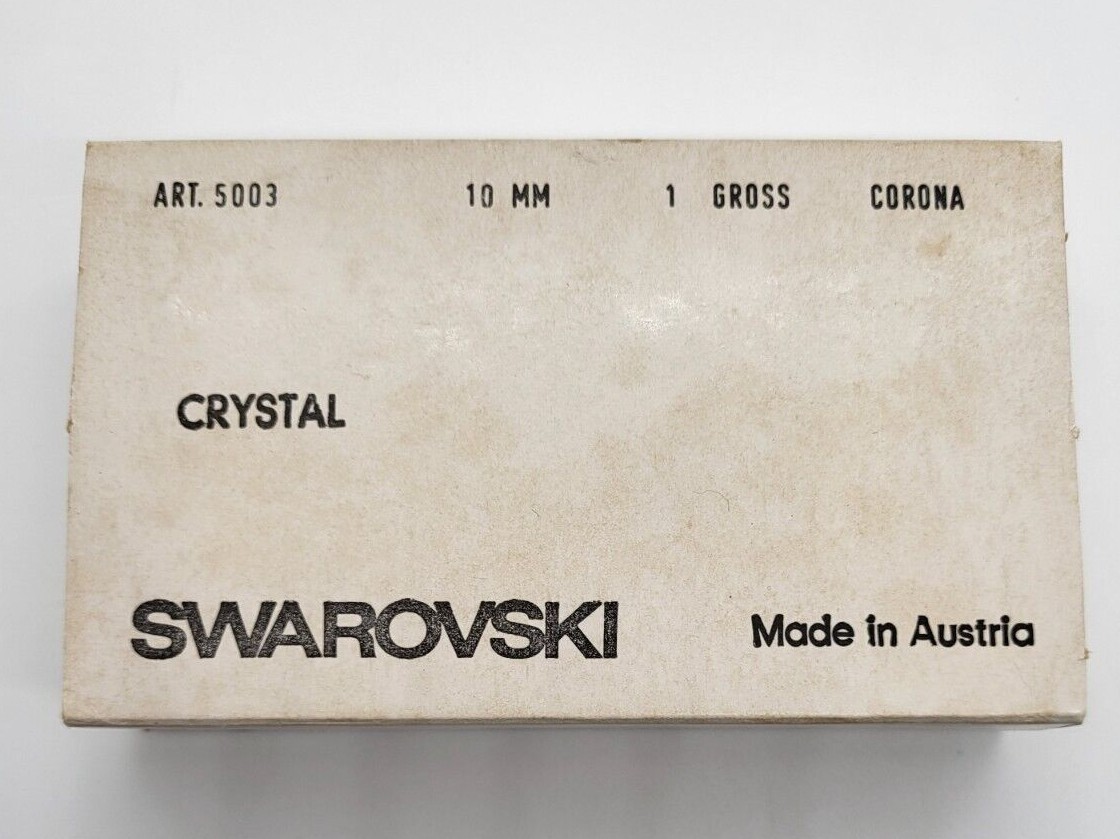 ART. 5003 10 MM 1 GROSS CORONA
CRYSTAL
SWAROVSKI Made in Austria